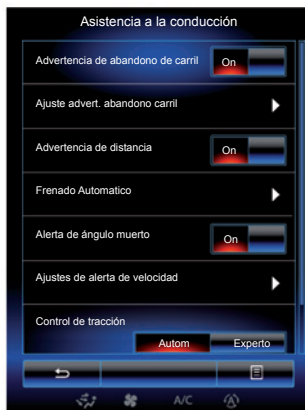 Asistencia a la conducción
Advertencia de abandono de carril On
Ajuste advert. abandono carril
Advertencia de distancia On
Frenado Automatico
Alerta de ángulo muerto On
Ajustes de alerta de velocidad
Control de tracción
Autom Experto
A/C